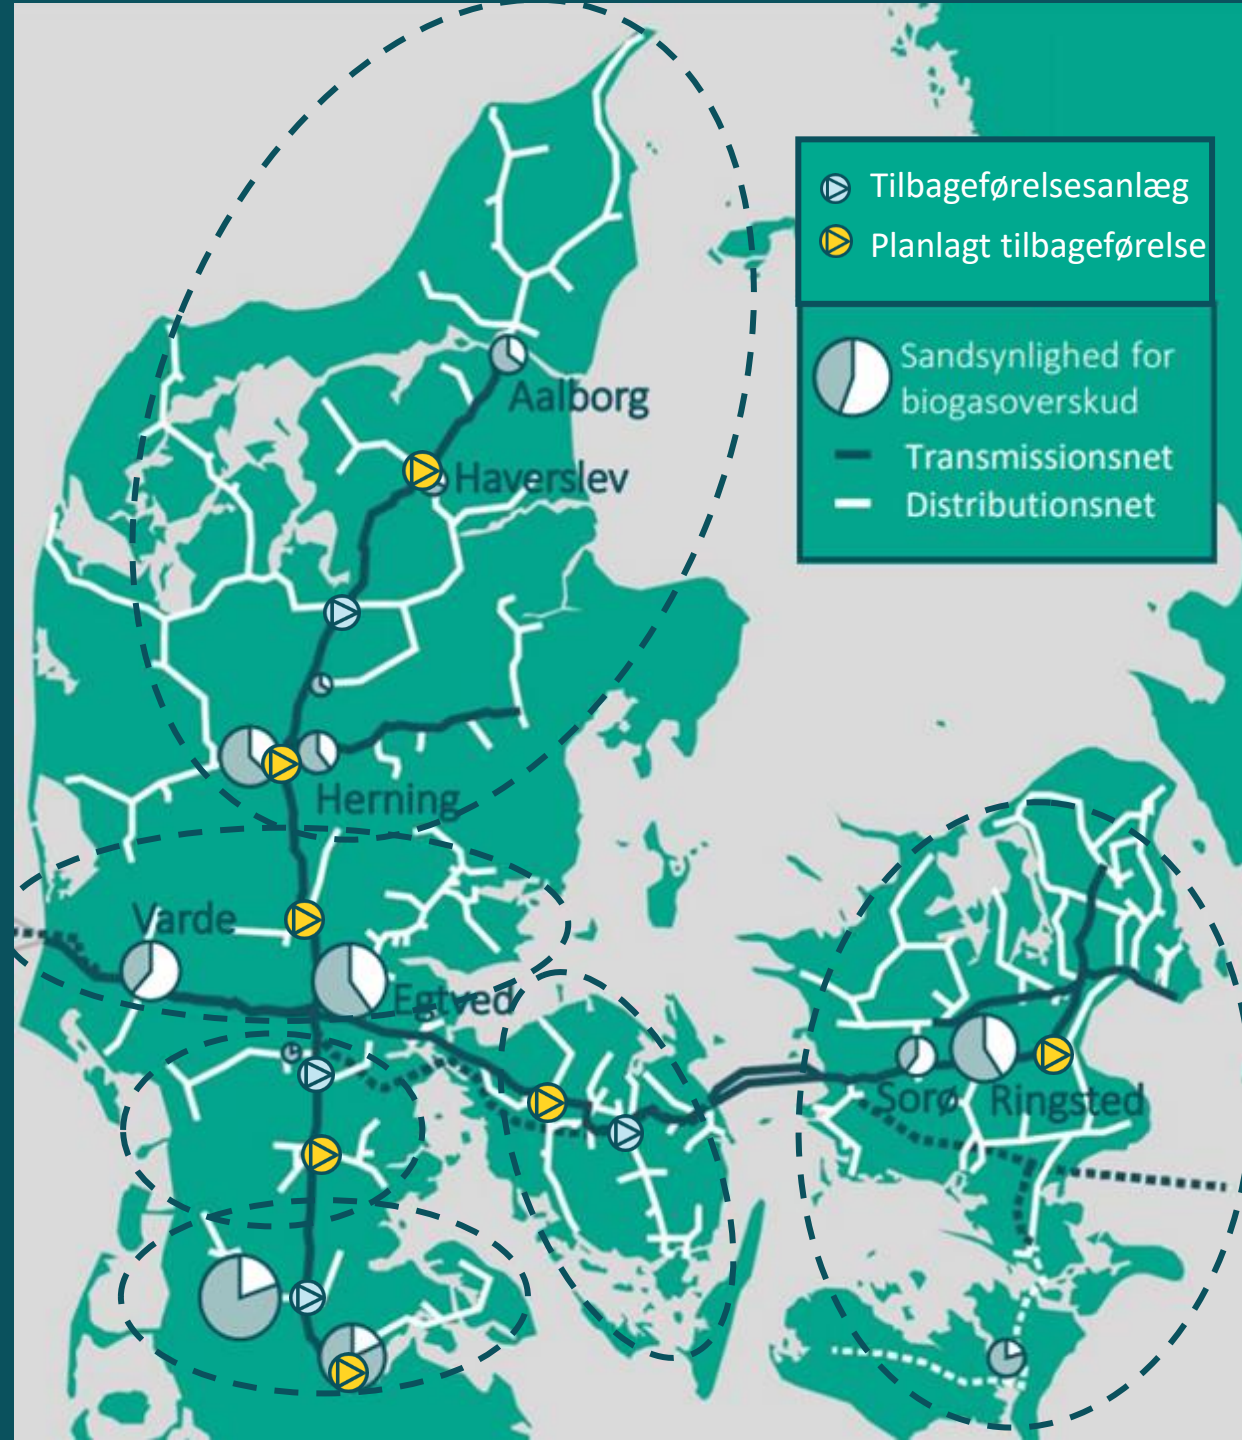 Tilbageførelsesanlæg
Planlagt tilbageførelse
Sandsynlighed for
biogasoverskud
Transmissionsnet
Distributionsnet
Aalborg
Haverslev
Herning
Varde
Egtved
Sorø
Ringsted